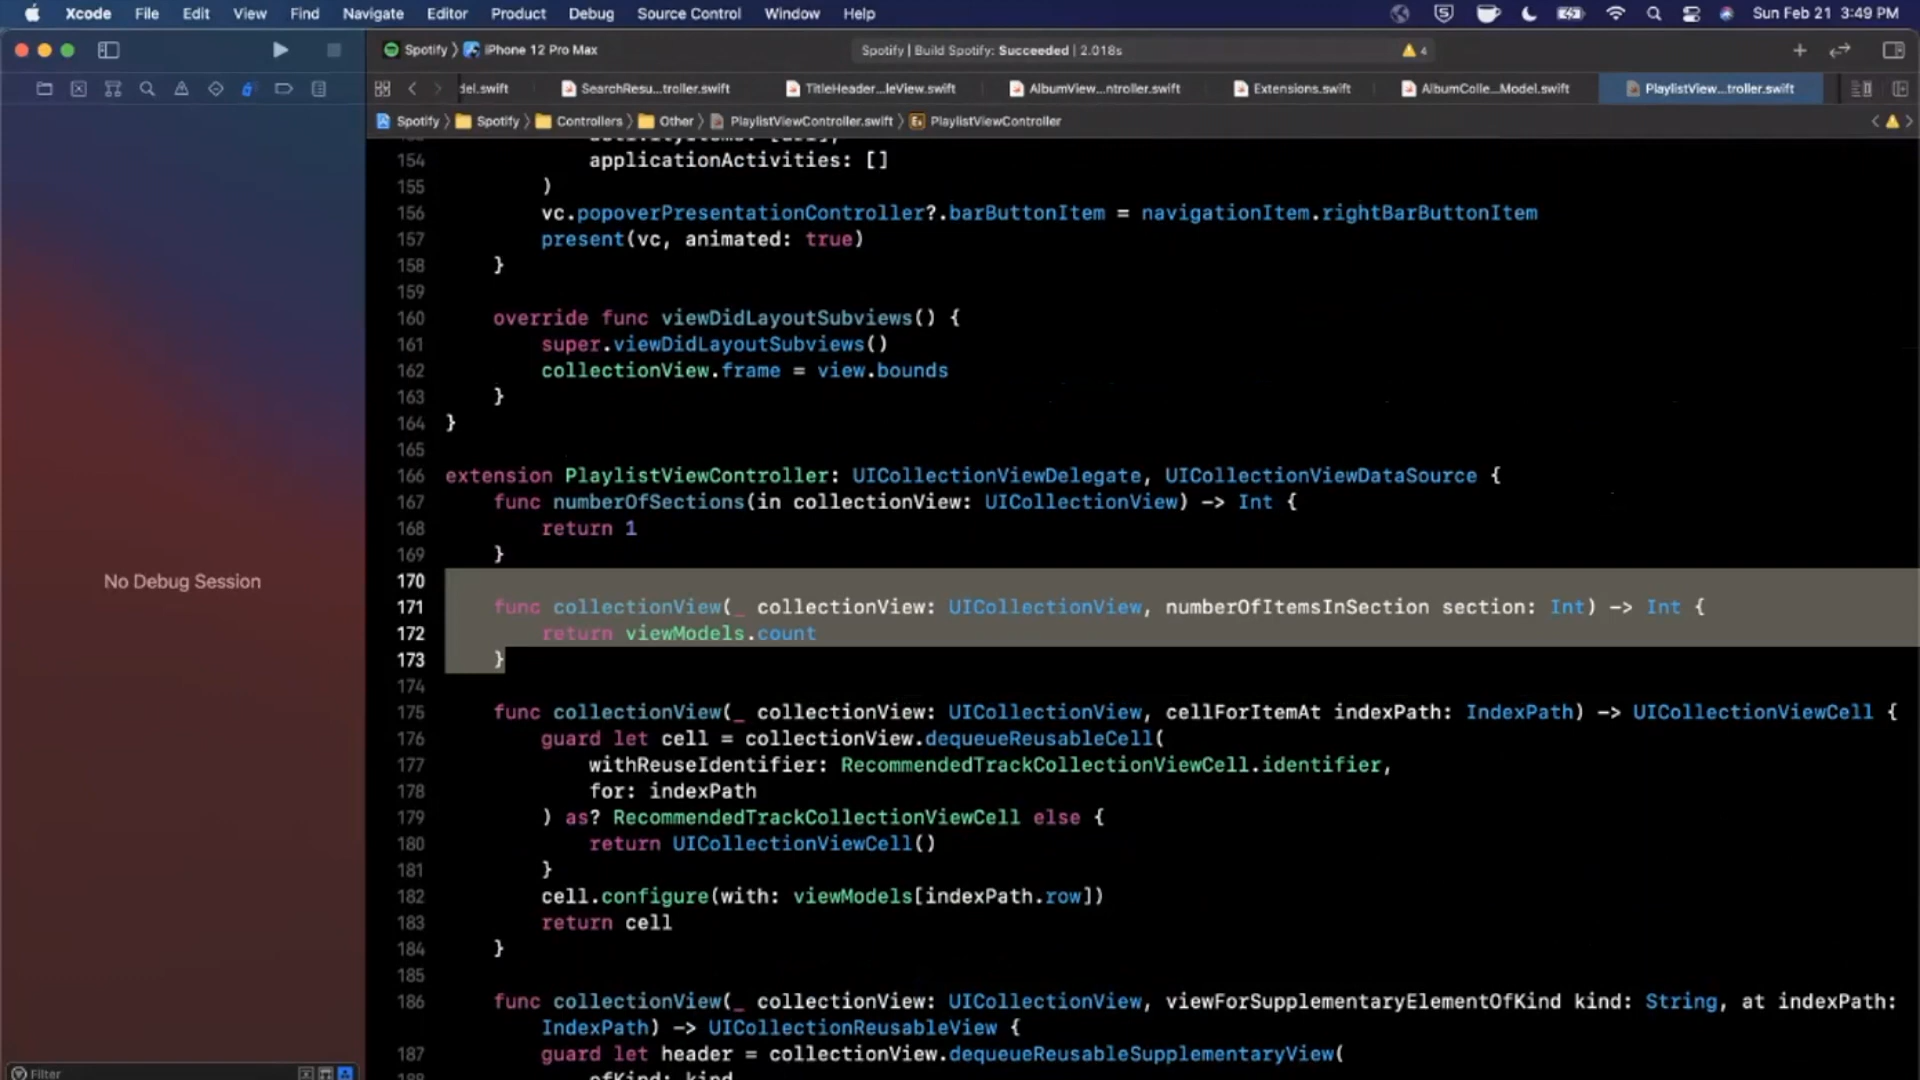 Xcode File Edit View Find Navigate Editor Product Debug Source Control Window Help Sun Feb 21 3:49 PM
Spotify 〉 iPhone 12 Pro Max Spotify | Build Spotify: Succeeded | 2.018s 4
del.swift SearchResu...troller.swift TitleHeader...leView.swift AlbumView...ntroller.swift Extensions.swift AlbumColle...Model.swift PlaylistView...troller.swift
Spotify 〉 Spotify 〉 Controllers 〉 Other 〉 PlaylistViewController.swift 〉 Ex PlaylistViewController
154 applicationActivities: []
155 )
156 vc.popoverPresentationController?.barButtonItem = navigationItem.rightBarButtonItem
157 present(vc, animated: true)
158 }
159
160 override func viewDidLayoutSubviews() {
161 super.viewDidLayoutSubviews()
162 collectionView.frame = view.bounds
163 }
164 }
165
166 extension PlaylistViewController: UICollectionViewDelegate, UICollectionViewDataSource {
167 func numberOfSections(in collectionView: UICollectionView) -> Int {
168 return 1
169 }
170
171 func collectionView(_ collectionView: UICollectionView, numberOfItemsInSection section: Int) -> Int {
172 return viewModels.count
173 }
174
175 func collectionView(_ collectionView: UICollectionView, cellForItemAt indexPath: IndexPath) -> UICollectionViewCell {
176 guard let cell = collectionView.dequeueReusableCell(
177 withReuseIdentifier: RecommendedTrackCollectionViewCell.identifier,
178 for: indexPath
179 ) as? RecommendedTrackCollectionViewCell else {
180 return UICollectionViewCell()
181 }
182 cell.configure(with: viewModels[indexPath.row])
183 return cell
184 }
185
186 func collectionView(_ collectionView: UICollectionView, viewForSupplementaryElementOfKind kind: String, at indexPath:
IndexPath) -> UICollectionReusableView {
187 guard let header = collectionView.dequeueReusableSupplementaryView(
188 ofKind: kind
No Debug Session
Filter